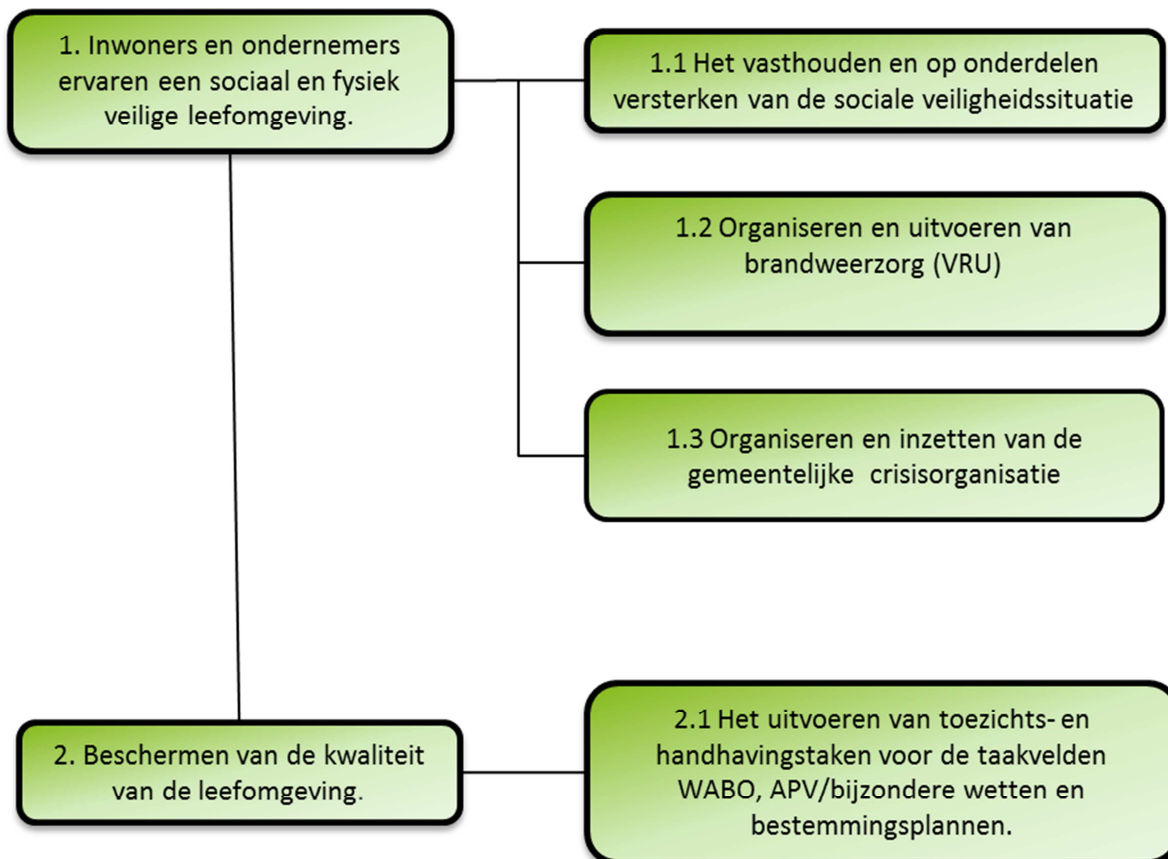 1. Inwoners en ondernemers
ervaren een sociaal en fysiek
veilige leefomgeving.
1.1 Het vasthouden en op onderdelen
versterken van de sociale veiligheidssituatie
1.2 Organiseren en uitvoeren van
brandweerzorg (VRU)
1.3 Organiseren en inzetten van de
gemeentelijke crisisorganisatie
2. Beschermen van de kwaliteit
van de leefomgeving.
2.1 Het uitvoeren van toezichts- en
handhavingstaken voor de taakvelden
WABO, APV/bijzondere wetten en
bestemmingsplannen.